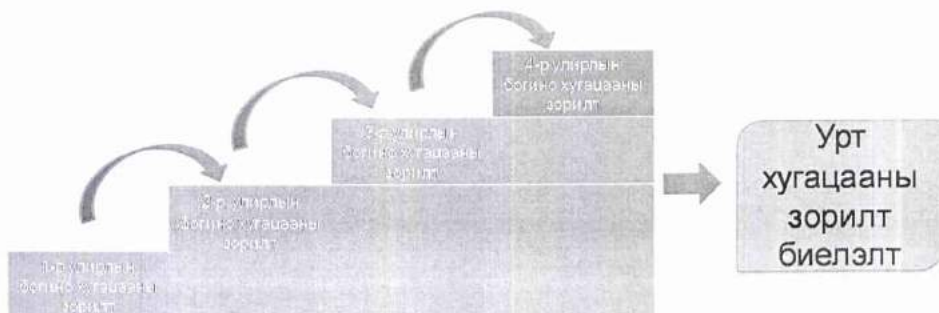 4-р улирлын
богино хугацааны
зорилт
3-р улирлын
богино хугацааны
зорилт
2-р улирлын
богино хугацааны
зорилт
1-р улирлын
богино хугацааны
зорилт
Урт
хугацааны
зорилт
биелэлт